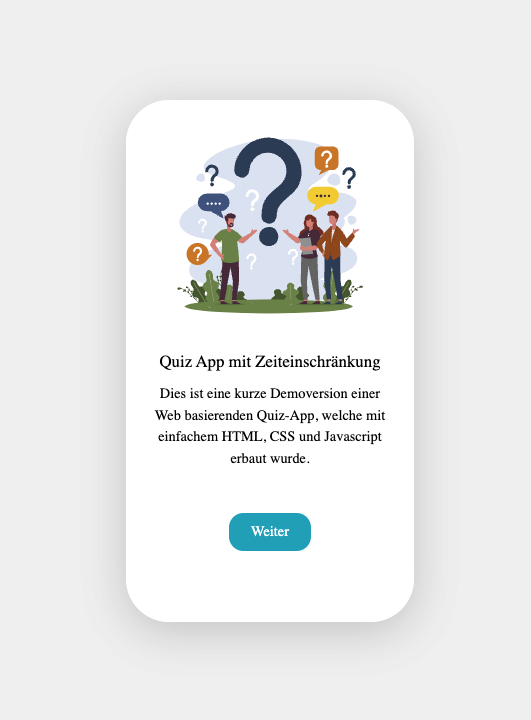 Quiz App mit Zeiteinschränkung
Dies ist eine kurze Demoversion einer
Web basierenden Quiz-App, welche mit
einfachem HTML, CSS und Javascript
erbaut wurde.
Weiter